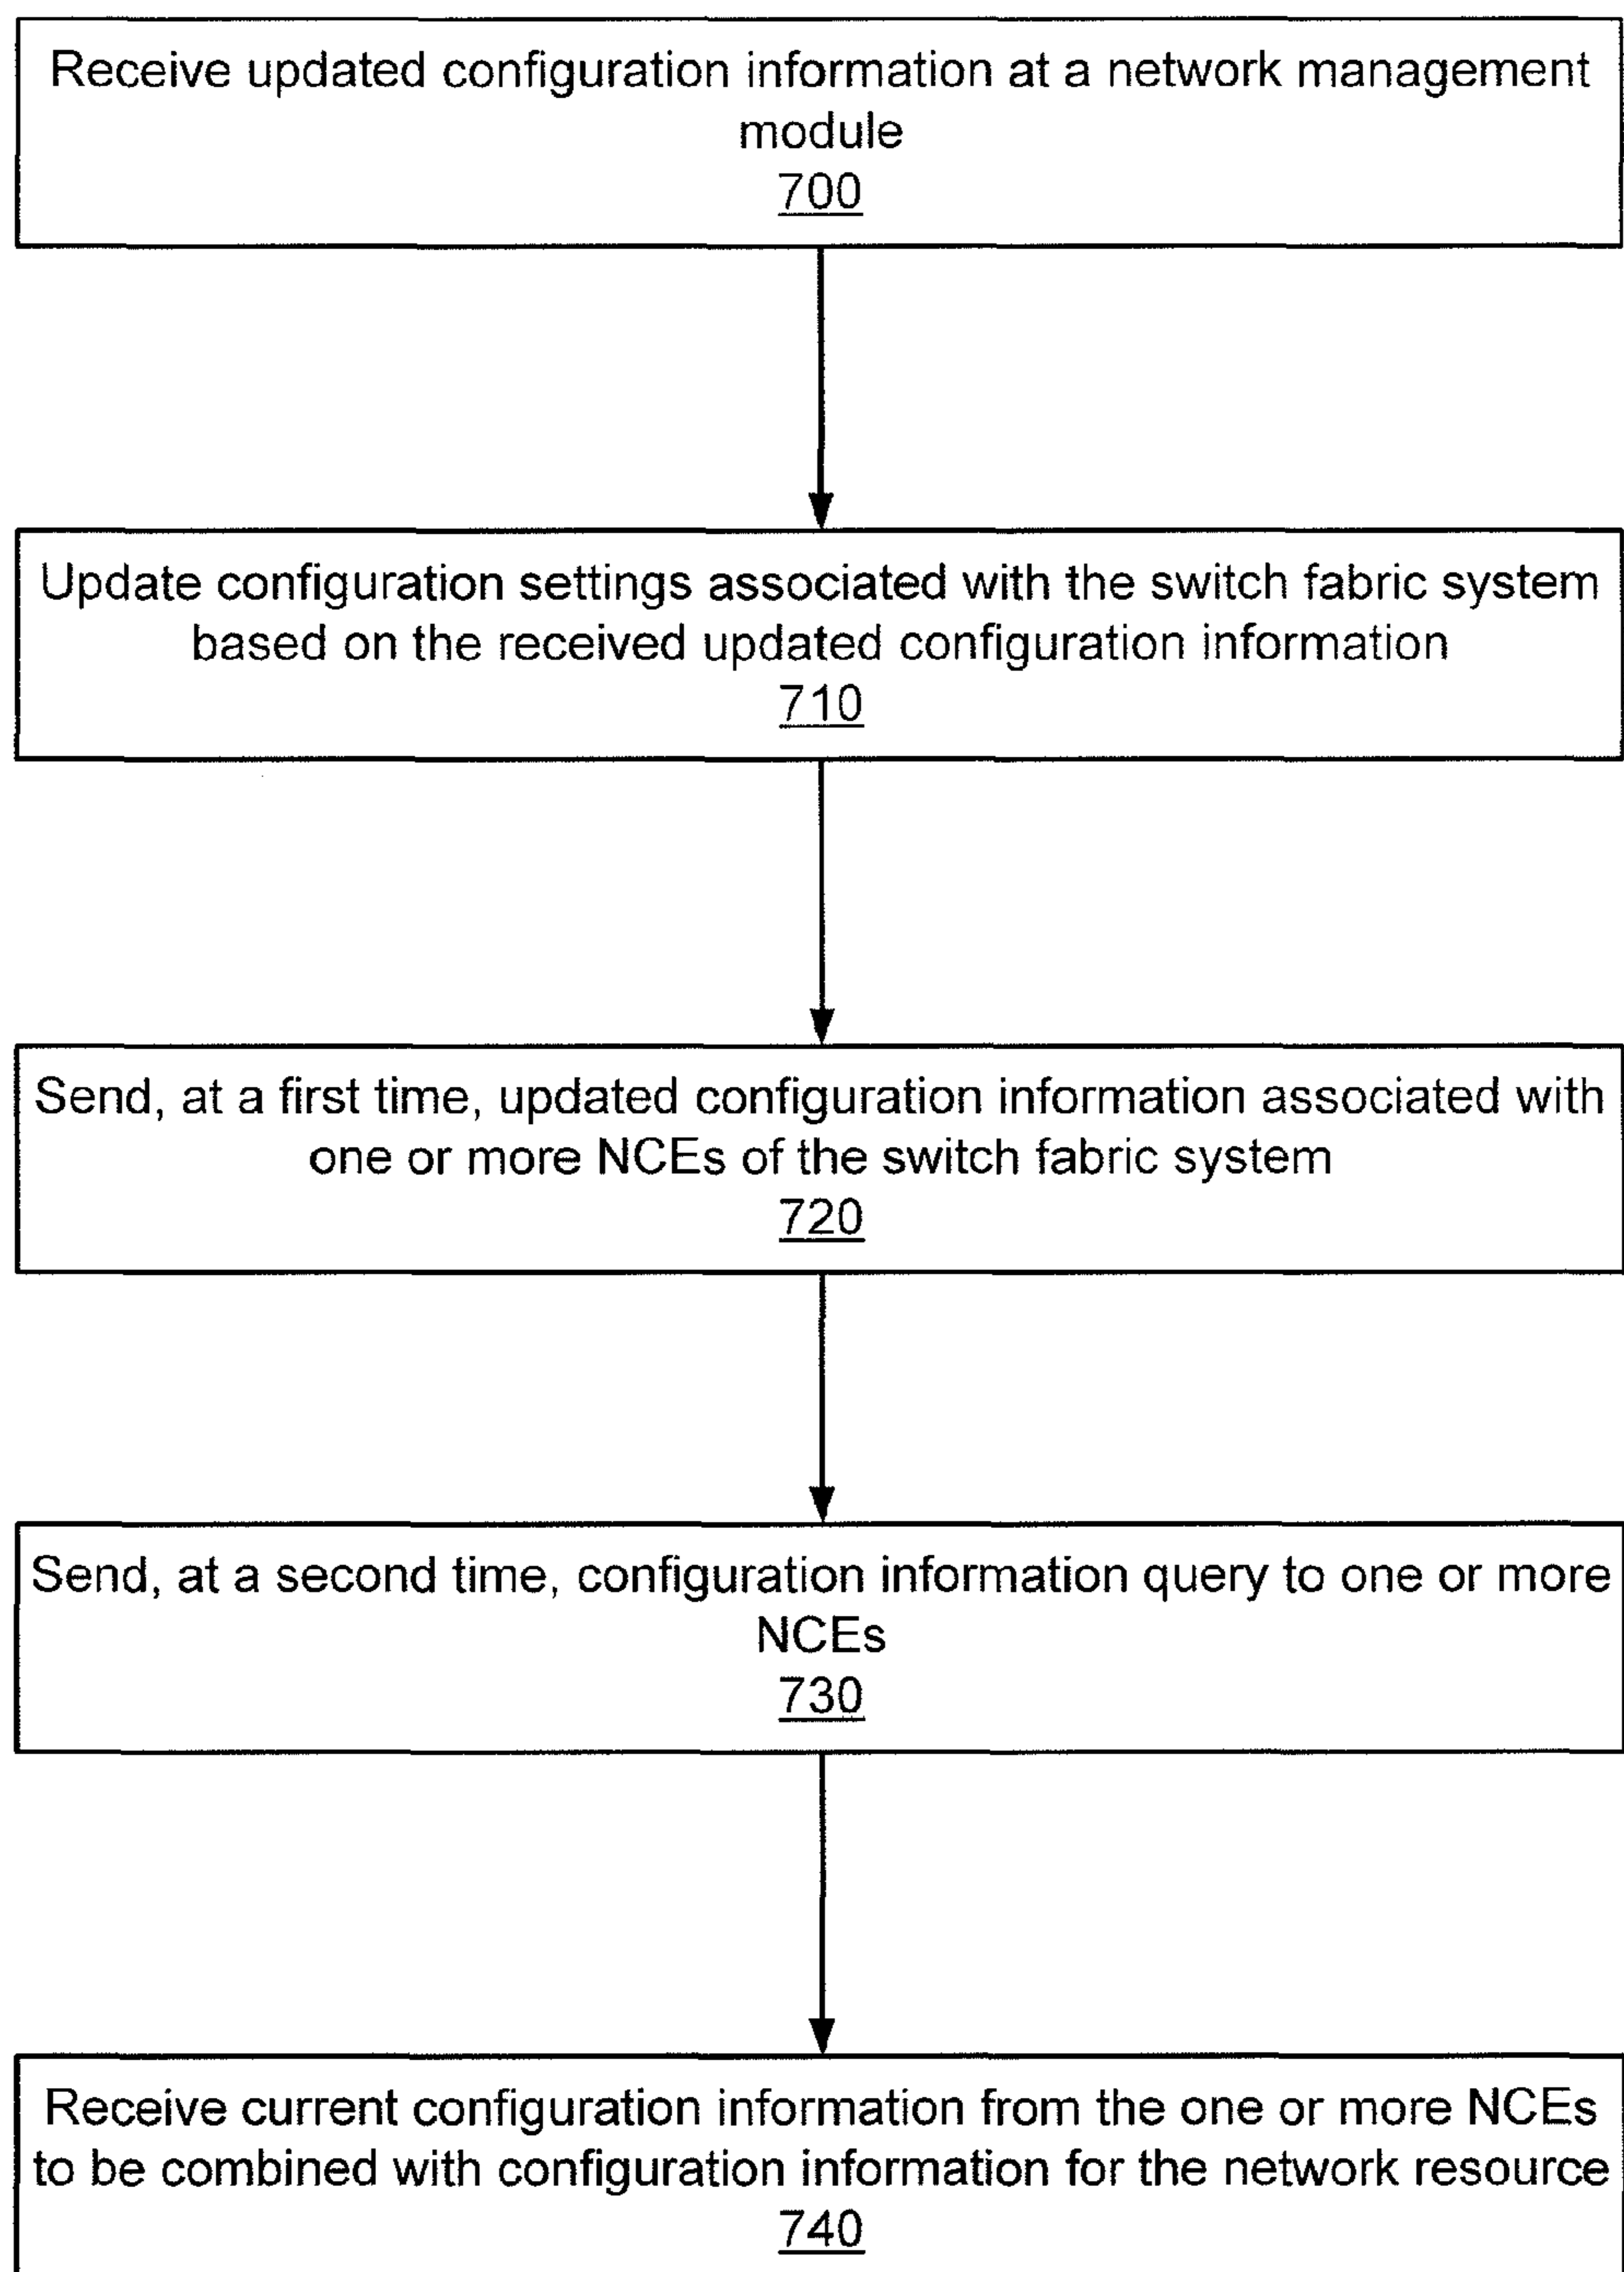 Receive updated configuration information at a network management
module
700
Update configuration settings associated with the switch fabric system
based on the received updated configuration information
710
Send, at a first time, updated configuration information associated with
one or more NCEs of the switch fabric system
720
Send, at a second time, configuration information query to one or more
NCEs
730
Receive current configuration information from the one or more NCEs
to be combined with configuration information for the network resource
740